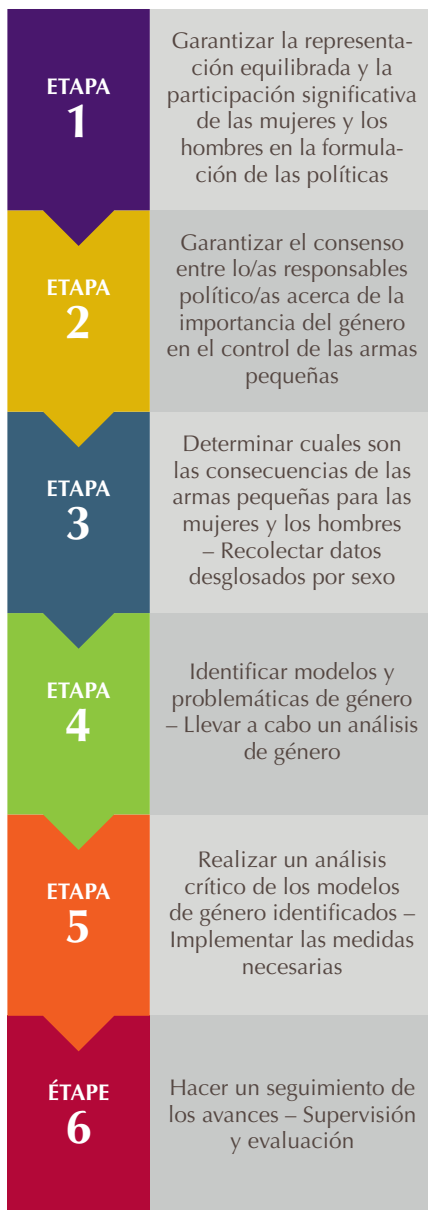 ETAPA
1
Garantizar la representa-
ción equilibrada y la
participación significativa
de las mujeres y los
hombres en la formula-
ción de las políticas
ETAPA
2
Garantizar el consenso
entre lo/as responsables
político/as acerca de la
importancia del género
en el control de las armas
pequeñas
ETAPA
3
Determinar cuales son
las consecuencias de las
armas pequeñas para las
mujeres y los hombres
– Recolectar datos
desglosados por sexo
ETAPA
4
Identificar modelos y
problemáticas de género
– Llevar a cabo un análisis
de género
ETAPA
5
Realizar un análisis
crítico de los modelos
de género identificados –
Implementar las medidas
necesarias
ÉTAPE
6
Hacer un seguimiento de
los avances – Supervisión
y evaluación